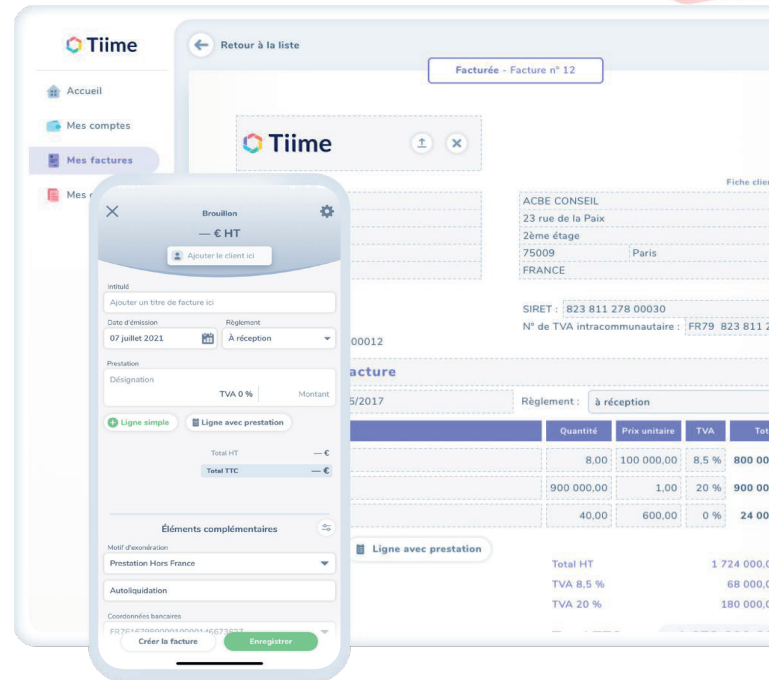 Tiime
Retour à la liste
Facturée - Facture n° 12
Accueil
Mes comptes
Mes factures
Mes
Tiime
Fiche clie
ACBE CONSEIL
23 rue de la Paix
2ème étage
75009 Paris
FRANCE
SIRET : 823 811 278 00030
N° de TVA intracommunautaire : FR79 823 811 2
00012
acture
5/2017
Règlement : à réception
Quantité Prix unitaire TVA Tot
8,00 100 000,00 8,5 % 800 00
900 000,00 1,00 20 % 900 00
40,00 600,00 0 % 24 00
Ligne avec prestation
Total HT 1 724 000,0
TVA 8,5 % 68 000,0
TVA 20 % 180 000,0
Brouillon
— € HT
Ajouter le client ici
Intitulé
Ajouter un titre de facture ici
Date d'émission Règlement
07 juillet 2021 À réception
Prestation
Désignation
TVA 0 % Montant
Ligne simple Ligne avec prestation
Total HT — €
Total TTC — €
Éléments complémentaires
Motif d'exonération
Prestation Hors France
Autoliquidation
Coordonnées bancaires
Créer la facture Enregistrer